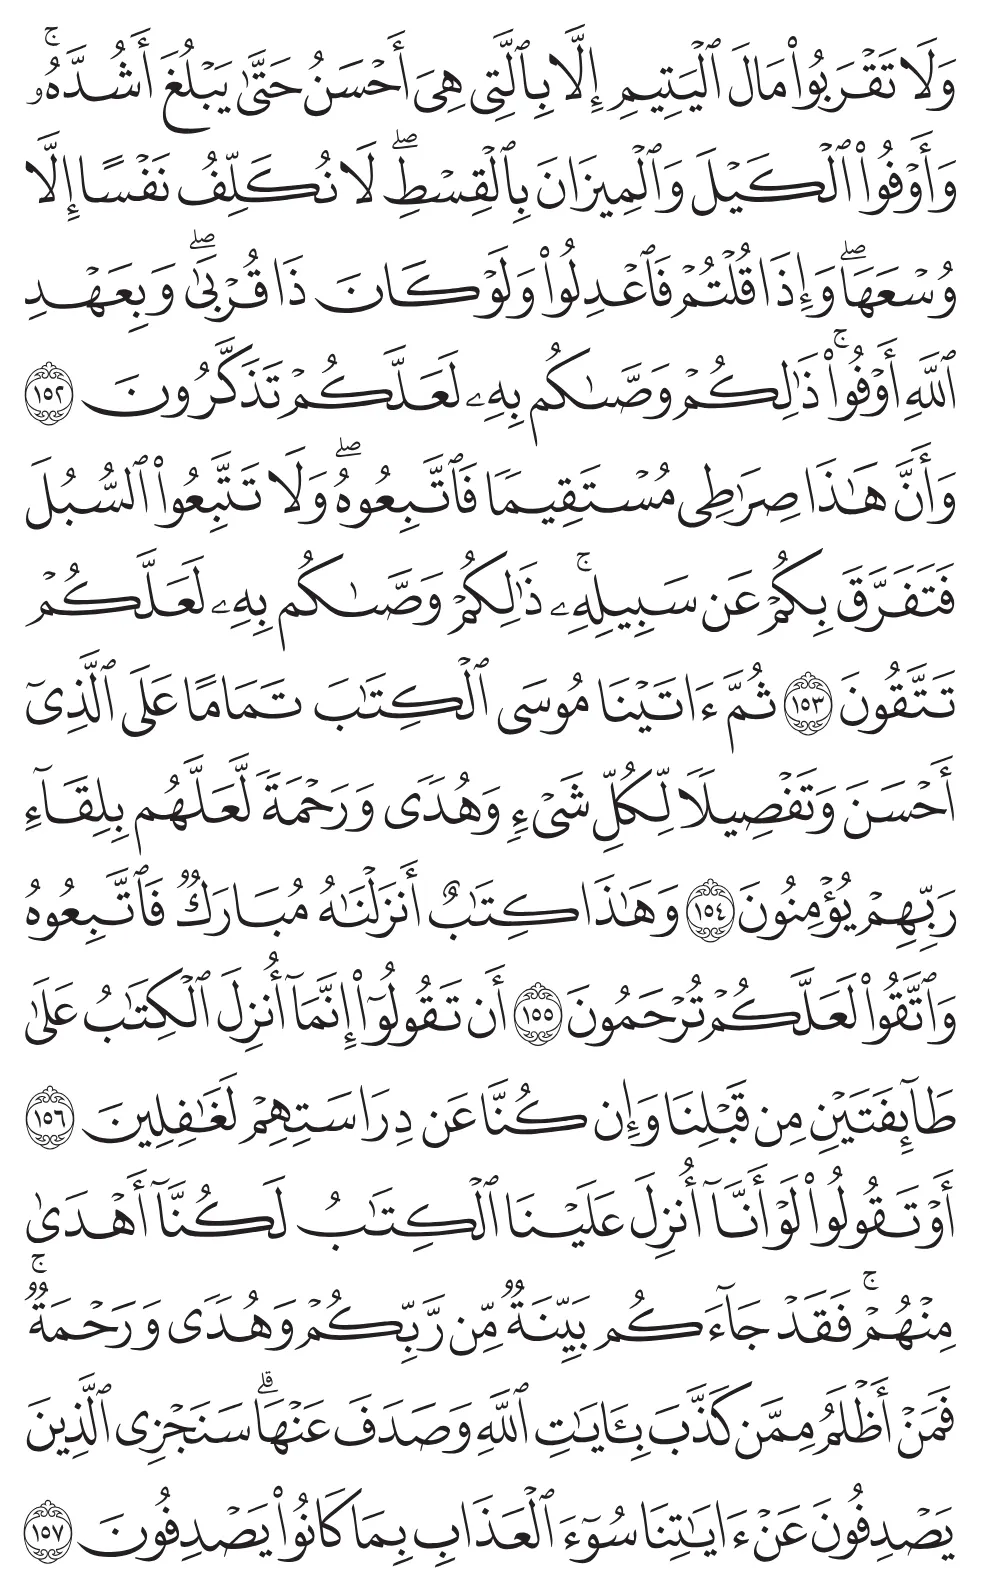 وَلَا تَقْرَبُوا۟ مَالَ ٱلْيَتِيمِ إِلَّا بِٱلَّتِى هِىَ أَحْسَنُ حَتَّىٰ يَبْلُغَ أَشُدَّهُۥ ۚ
وَأَوْفُوا۟ ٱلْكَيْلَ وَٱلْمِيزَانَ بِٱلْقِسْطِ ۖ لَا نُكَلِّفُ نَفْسًا إِلَّا
وُسْعَهَا ۖ وَإِذَا قُلْتُمْ فَٱعْدِلُوا۟ وَلَوْ كَانَ ذَا قُرْبَىٰ ۖ وَبِعَهْدِ
ٱللَّهِ أَوْفُوا۟ ۚ ذَٰلِكُمْ وَصَّىٰكُم بِهِۦ لَعَلَّكُمْ تَذَكَّرُونَ ١٥٢
وَأَنَّ هَـٰذَا صِرَٰطِى مُسْتَقِيمًا فَٱتَّبِعُوهُ ۖ وَلَا تَتَّبِعُوا۟ ٱلسُّبُلَ
فَتَفَرَّقَ بِكُمْ عَن سَبِيلِهِۦ ۚ ذَٰلِكُمْ وَصَّىٰكُم بِهِۦ لَعَلَّكُمْ
تَتَّقُونَ ١٥٣ ثُمَّ ءَاتَيْنَا مُوسَى ٱلْكِتَـٰبَ تَمَامًا عَلَى ٱلَّذِىٓ
أَحْسَنَ وَتَفْصِيلًا لِّكُلِّ شَىْءٍ وَهُدًى وَرَحْمَةً لَّعَلَّهُم بِلِقَآءِ
رَبِّهِمْ يُؤْمِنُونَ ١٥٤ وَهَـٰذَا كِتَـٰبٌ أَنزَلْنَـٰهُ مُبَارَكٌ فَٱتَّبِعُوهُ
وَٱتَّقُوا۟ لَعَلَّكُمْ تُرْحَمُونَ ١٥٥ أَن تَقُولُوٓا۟ إِنَّمَآ أُنزِلَ ٱلْكِتَـٰبُ عَلَىٰ
طَآئِفَتَيْنِ مِن قَبْلِنَا وَإِن كُنَّا عَن دِرَاسَتِهِمْ لَغَـٰفِلِينَ ١٥٦
أَوْ تَقُولُوا۟ لَوْ أَنَّآ أُنزِلَ عَلَيْنَا ٱلْكِتَـٰبُ لَكُنَّآ أَهْدَىٰ
مِنْهُمْ ۚ فَقَدْ جَآءَكُم بَيِّنَةٌ مِّن رَّبِّكُمْ وَهُدًى وَرَحْمَةٌ ۚ
فَمَنْ أَظْلَمُ مِمَّن كَذَّبَ بِـَٔايَـٰتِ ٱللَّهِ وَصَدَفَ عَنْهَا ۗ سَنَجْزِى ٱلَّذِينَ
يَصْدِفُونَ عَنْ ءَايَـٰتِنَا سُوٓءَ ٱلْعَذَابِ بِمَا كَانُوا۟ يَصْدِفُونَ ١٥٧